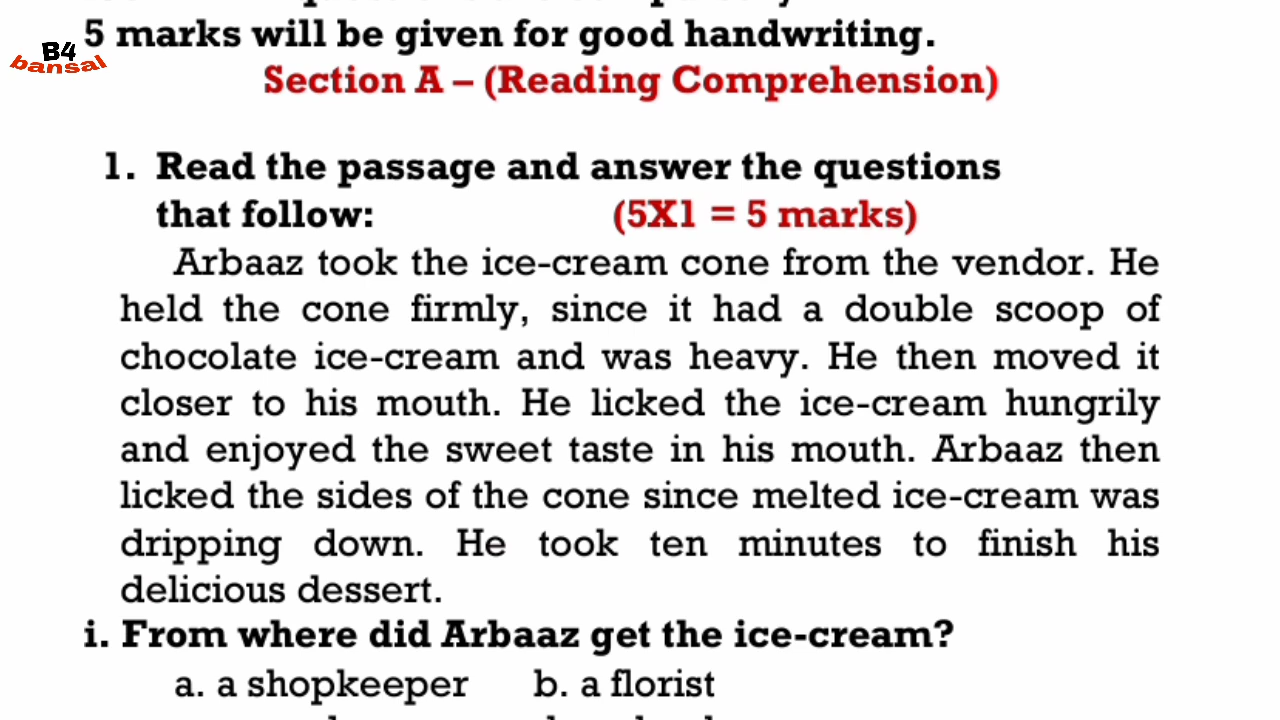 5 marks will be given for good handwriting.
B4
bansal
Section A – (Reading Comprehension)
1. Read the passage and answer the questions
that follow: (5X1 = 5 marks)
Arbaaz took the ice-cream cone from the vendor. He
held the cone firmly, since it had a double scoop of
chocolate ice-cream and was heavy. He then moved it
closer to his mouth. He licked the ice-cream hungrily
and enjoyed the sweet taste in his mouth. Arbaaz then
licked the sides of the cone since melted ice-cream was
dripping down. He took ten minutes to finish his
delicious dessert.
i. From where did Arbaaz get the ice-cream?
a. a shopkeeper b. a florist